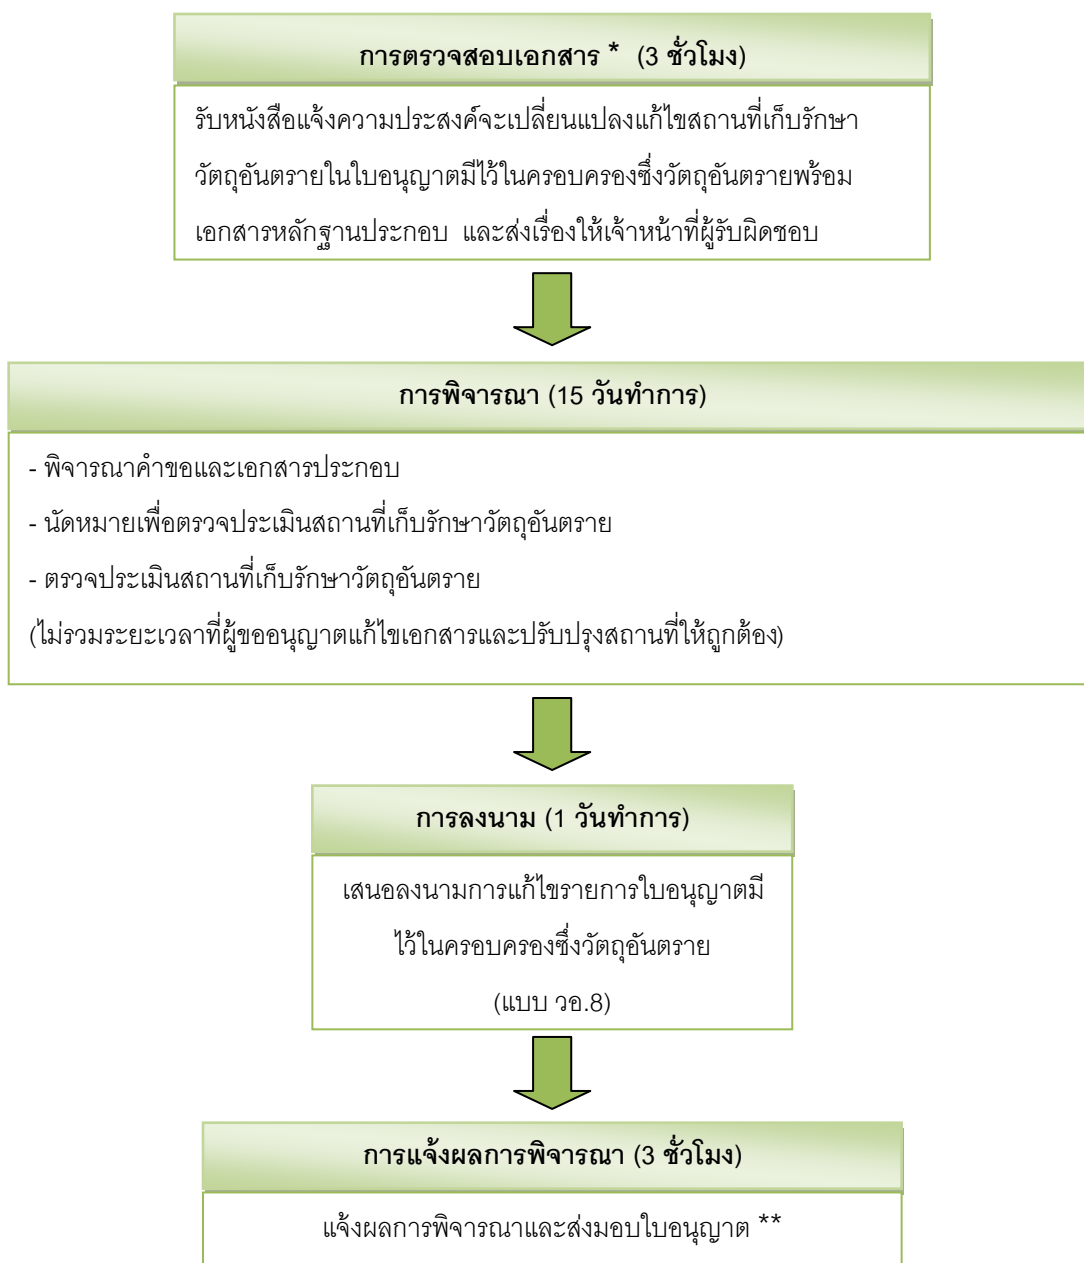 การตรวจสอบเอกสาร * (3 ชั่วโมง)
รับหนังสือแจ้งความประสงค์จะเปลี่ยนแปลงแก้ไขสถานที่เก็บรักษา
วัตถุอันตรายในใบอนุญาตมีไว้ในครอบครองซึ่งวัตถุอันตรายพร้อม
เอกสารหลักฐานประกอบ และส่งเรื่องให้เจ้าหน้าที่ผู้รับผิดชอบ
การพิจารณา (15 วันทำการ)
- พิจารณาคำขอและเอกสารประกอบ
- นัดหมายเพื่อตรวจประเมินสถานที่เก็บรักษาวัตถุอันตราย
- ตรวจประเมินสถานที่เก็บรักษาวัตถุอันตราย
(ไม่รวมระยะเวลาที่ผู้ขออนุญาตแก้ไขเอกสารและปรับปรุงสถานที่ให้ถูกต้อง)
การลงนาม (1 วันทำการ)
เสนอลงนามการแก้ไขรายการใบอนุญาตมี
ไว้ในครอบครองซึ่งวัตถุอันตราย
(แบบ วอ.8)
การแจ้งผลการพิจารณา (3 ชั่วโมง)
แจ้งผลการพิจารณาและส่งมอบใบอนุญาต **